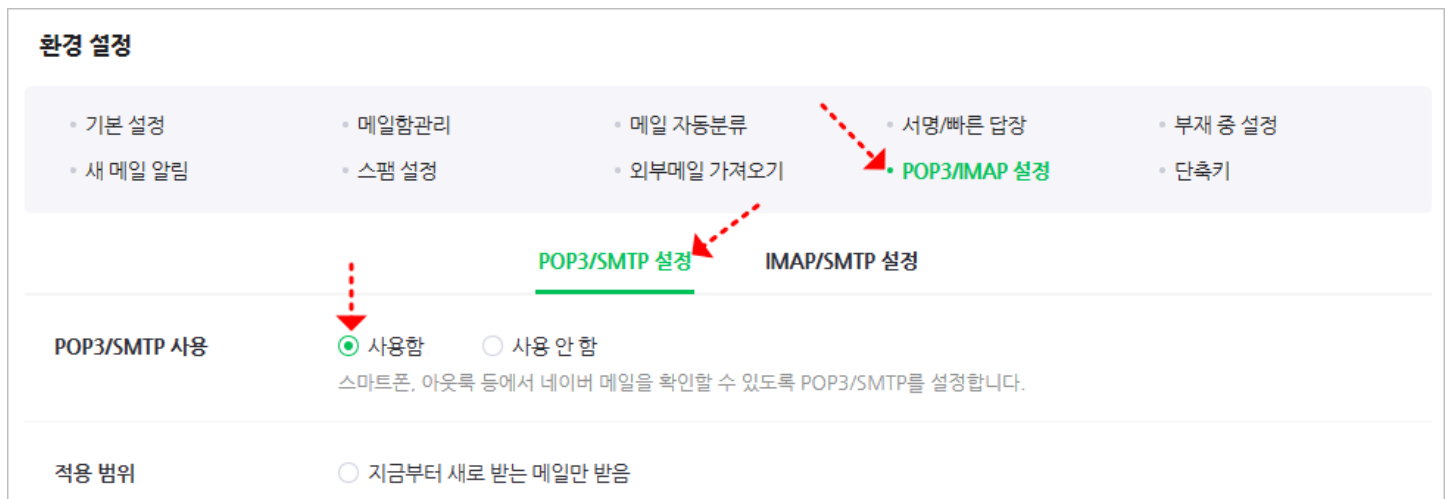 환경 설정
기본 설정 메일함관리 메일 자동분류 서명/빠른 답장 부재 중 설정
새 메일 알림 스팸 설정 외부메일 가져오기 POP3/IMAP 설정 단축키
POP3/SMTP 설정 IMAP/SMTP 설정
POP3/SMTP 사용 사용함 사용 안 함
스마트폰, 아웃룩 등에서 네이버 메일을 확인할 수 있도록 POP3/SMTP를 설정합니다.
적용 범위 지금부터 새로 받는 메일만 받음